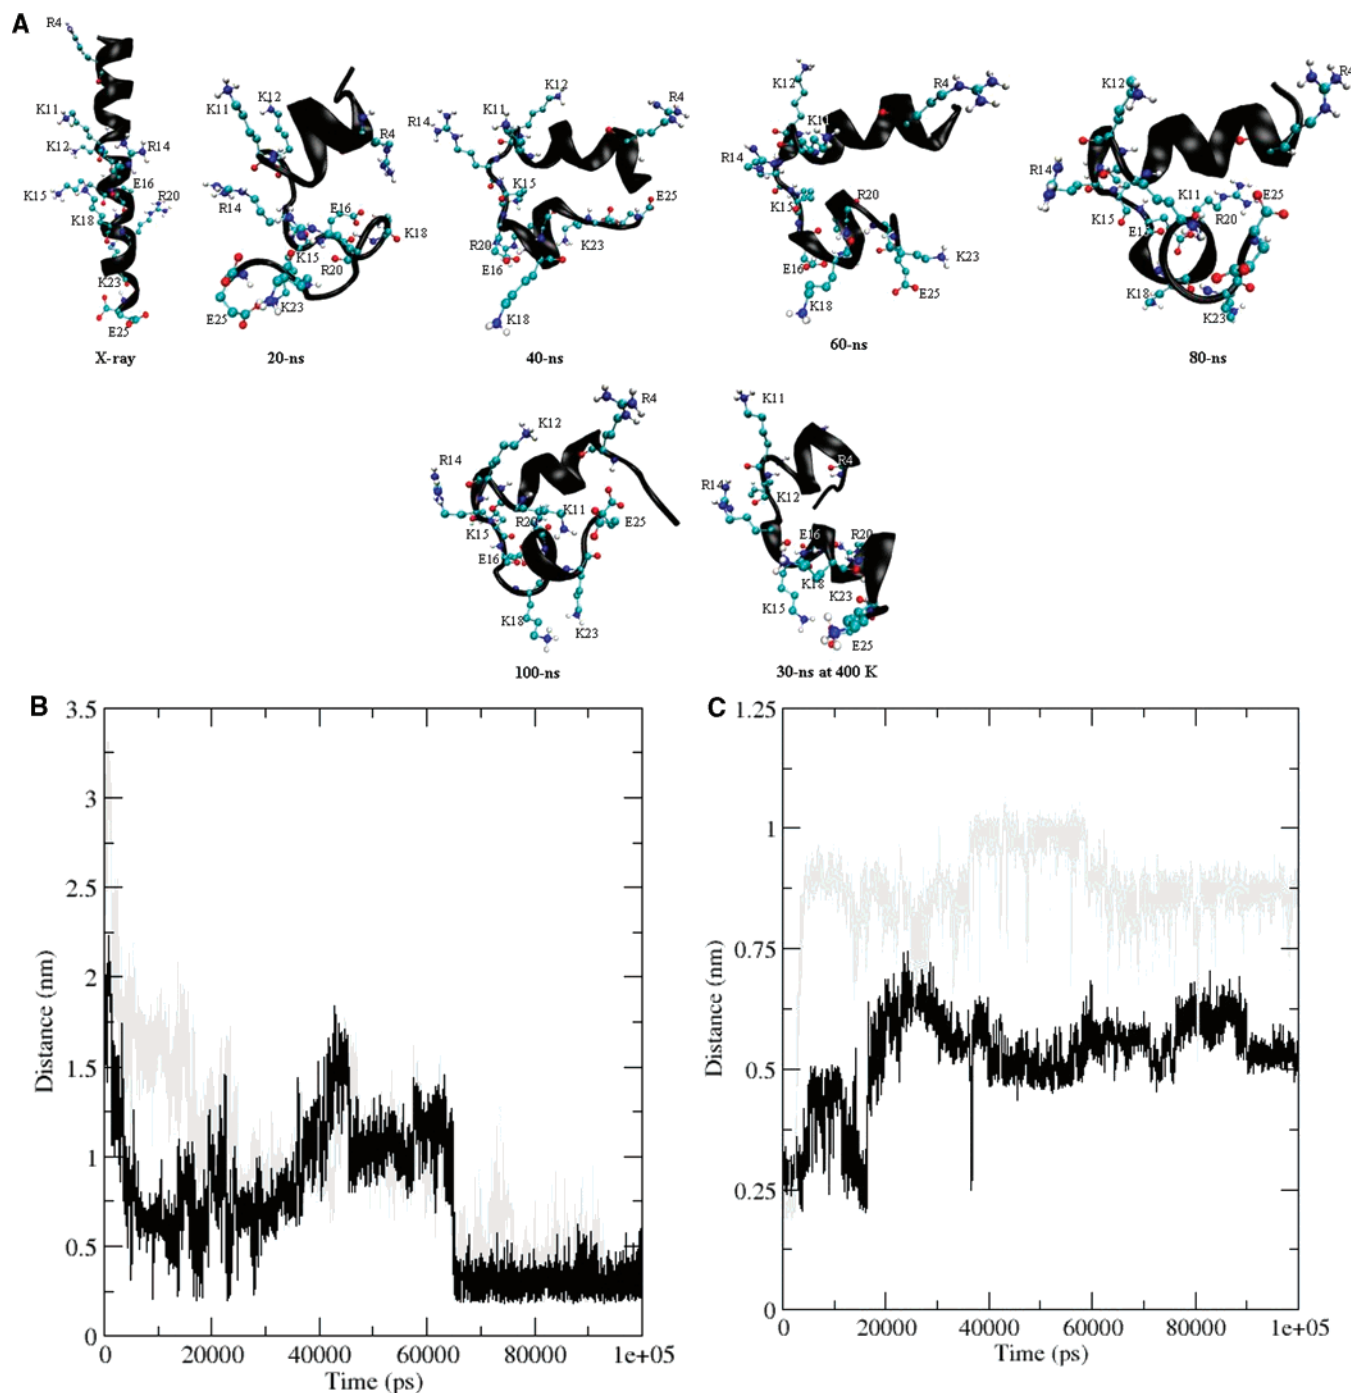 A
R4
K11
K12
R14
K15
E16
R20
K18
K23
E25
X-ray
K11
K12
R4
R14
E16
K18
K15
R20
K23
E25
20-ns
K12
R4
K11
R14
K15
E25
R20
K23
E16
K18
40-ns
K12
R4
K11
R14
R20
K15
K23
E16
E25
K18
60-ns
R4
K12
R14
K11
E25
K15
R20
K18
K23
80-ns
R4
K12
R14
K11
R20
E25
K15
E16
K18
K23
100-ns
K11
R4
R14
K12
E16
R20
K18
K23
K15
E25
30-ns at 400 K
B
3.5
3
2.5
2
1.5
1
0.5
0
Distance (nm)
0 20000 40000 60000 80000 1e+05
Time (ps)
C
1.25
1
0.75
0.5
0.25
0
Distance (nm)
0 20000 40000 60000 80000 1e+05
Time (ps)